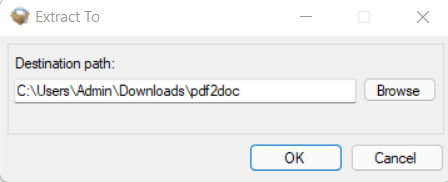 Extract To
Destination path:
C:\Users\Admin\Downloads\pdf2doc
Browse
OK
Cancel